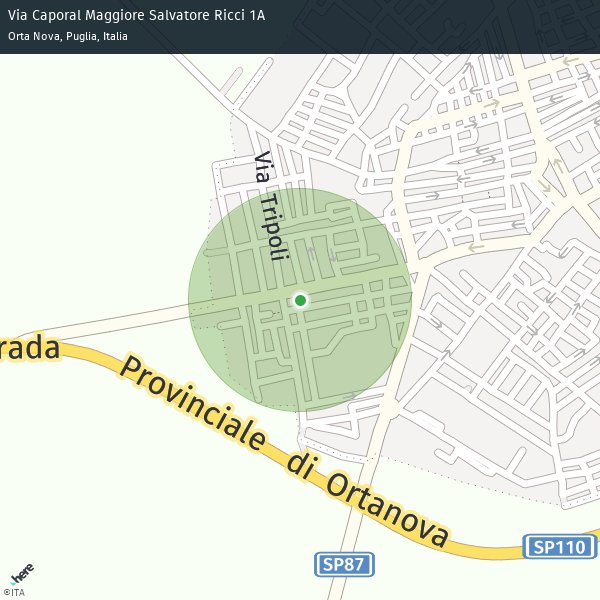 Via Caporal Maggiore Salvatore Ricci 1A
Orta Nova, Puglia, Italia
Via Tripoli
rada
Provinciale di Ortanova
SP87
SP110
here
©ITA